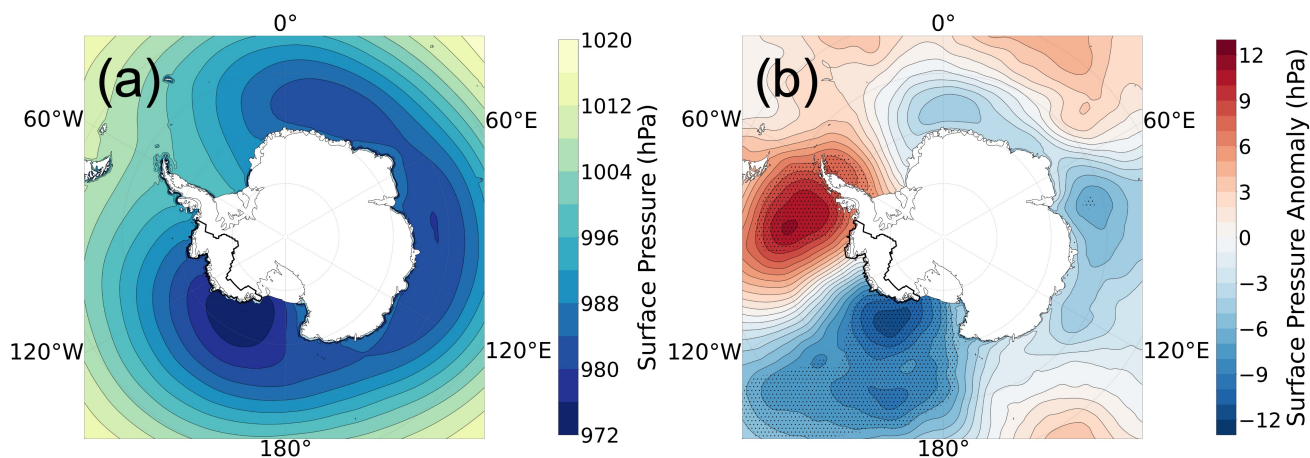 0°
(a)
60°W
60°E
120°W
120°E
180°
1020
1012
1004
996
988
980
972
Surface Pressure (hPa)
0°
(b)
60°W
60°E
120°W
120°E
180°
12
9
6
3
0
−3
−6
−9
−12
Surface Pressure Anomaly (hPa)